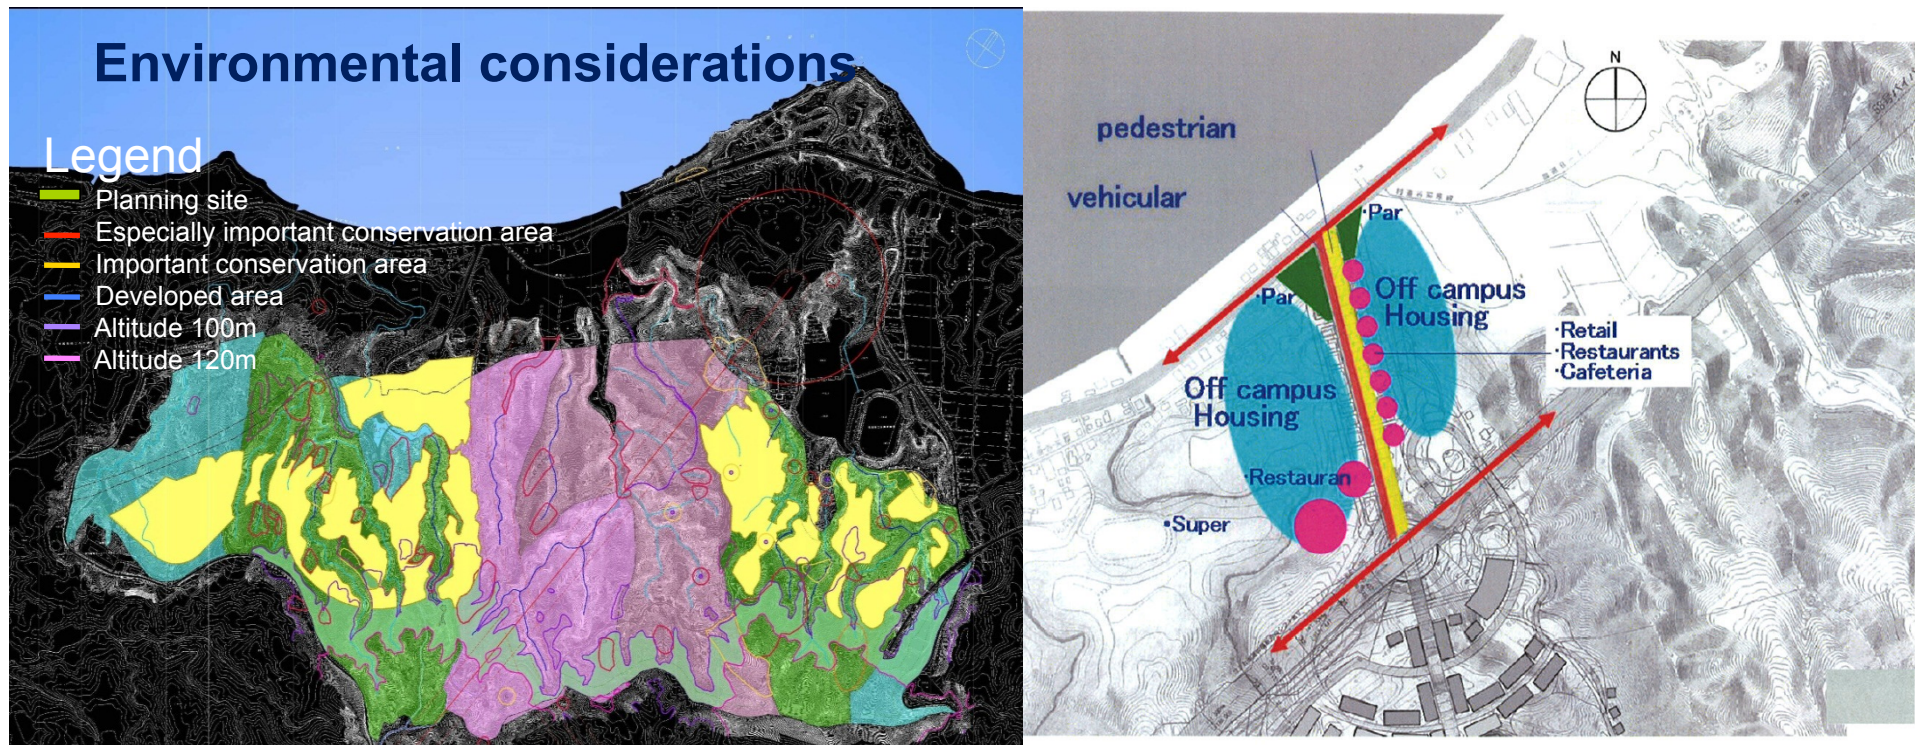 Environmental considerations
Legend
Planning site
Especially important conservation area
Important conservation area
Developed area
Altitude 100m
Altitude 120m
N
pedestrian
vehicular
·Par
·Par
Off campus
Housing
·Retail
·Restaurants
·Cafeteria
Off campus
Housing
·Restauran
•Super